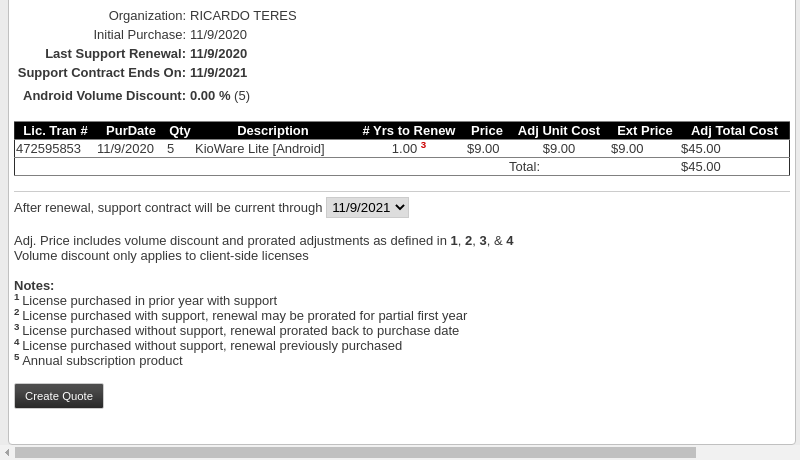 Organization: RICARDO TERES
Initial Purchase: 11/9/2020
Last Support Renewal: 11/9/2020
Support Contract Ends On: 11/9/2021
Android Volume Discount: 0.00 % (5)
Lic. Tran # PurDate Qty Description # Yrs to Renew Price Adj Unit Cost Ext Price Adj Total Cost
472595853 11/9/2020 5 KioWare Lite [Android] 1.00 3 $9.00 $9.00 $9.00 $45.00
Total: $45.00
After renewal, support contract will be current through 11/9/2021
Adj. Price includes volume discount and prorated adjustments as defined in 1, 2, 3, & 4
Volume discount only applies to client-side licenses
Notes:
1 License purchased in prior year with support
2 License purchased with support, renewal may be prorated for partial first year
3 License purchased without support, renewal prorated back to purchase date
4 License purchased without support, renewal previously purchased
5 Annual subscription product
Create Quote